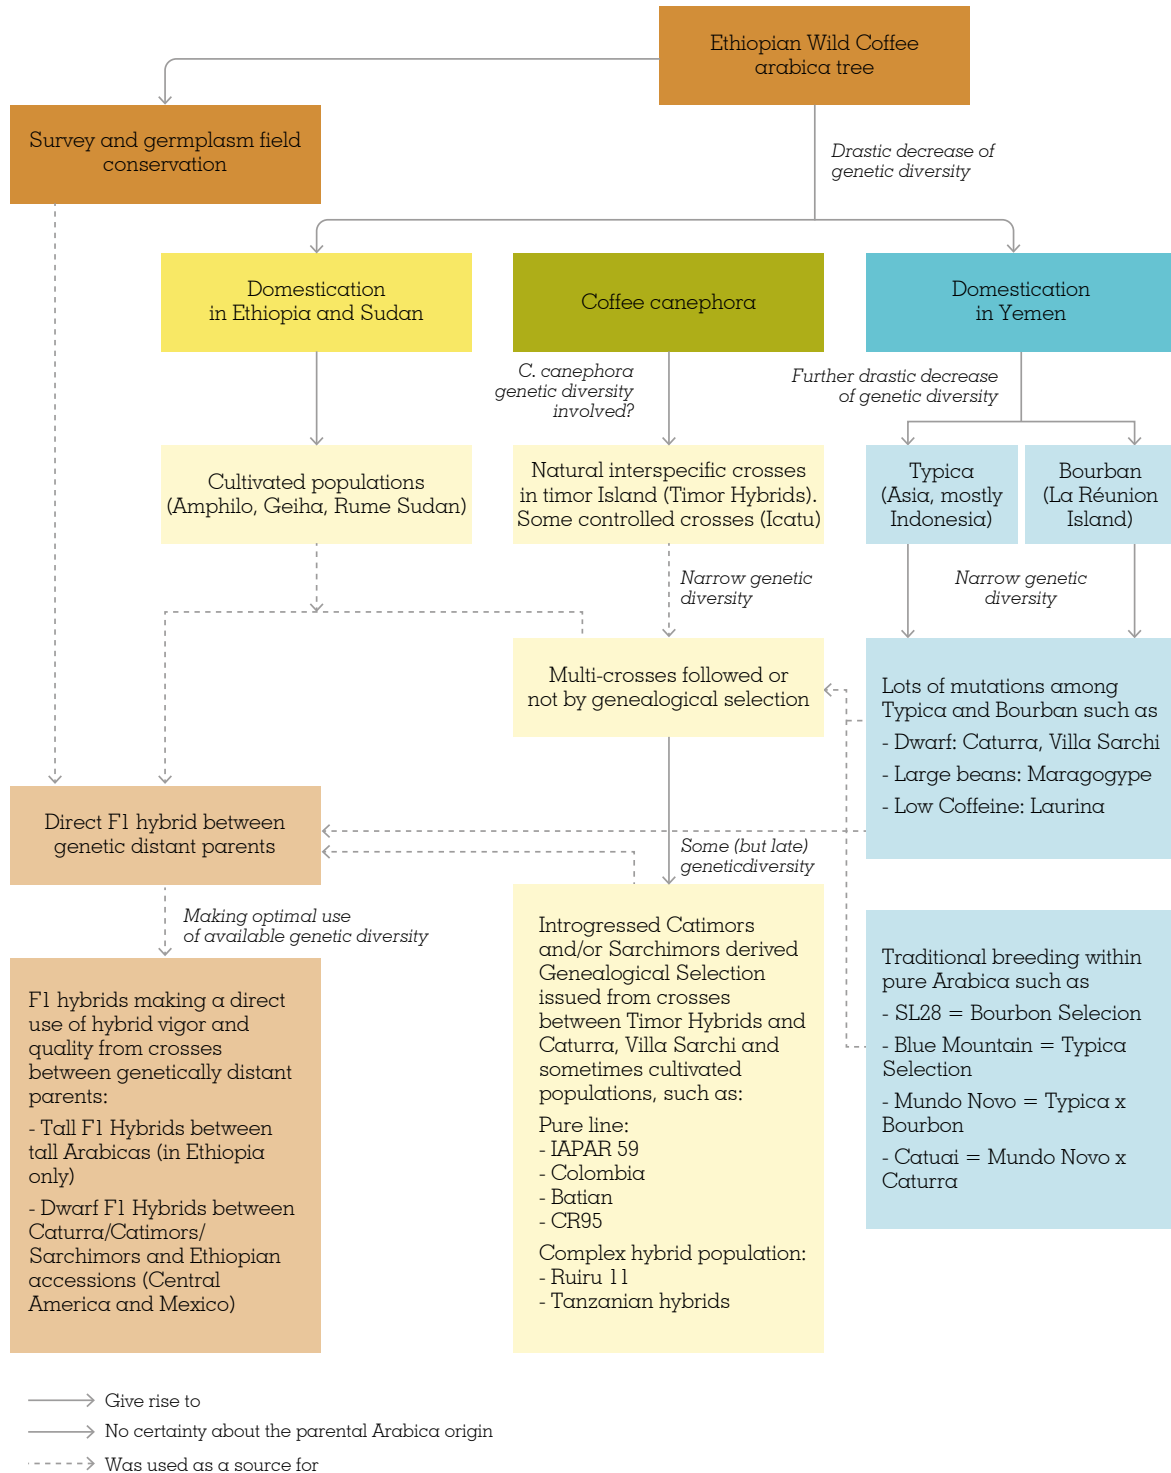 Ethiopian Wild Coffee
arabica tree
Survey and germplasm field
conservation
Drastic decrease of
genetic diversity
Domestication
in Ethiopia and Sudan
Coffee canephora
Domestication
in Yemen
C. canephora
genetic diversity
involved?
Further drastic decrease
of genetic diversity
Cultivated populations
(Amphilo, Geiha, Rume Sudan)
Natural interspecific crosses
in timor Island (Timor Hybrids).
Some controlled crosses (Icatu)
Typica
(Asia, mostly
Indonesia)
Bourban
(La Réunion
Island)
Narrow genetic
diversity
Narrow genetic
diversity
Multi-crosses followed or
not by genealogical selection
Lots of mutations among
Typica and Bourban such as
- Dwarf: Caturra, Villa Sarchi
- Large beans: Maragogype
- Low Coffeine: Laurina
Direct F1 hybrid between
genetic distant parents
Some (but late)
geneticdiversity
Making optimal use
of available genetic diversity
F1 hybrids making a direct
use of hybrid vigor and
quality from crosses
between genetically distant
parents:
- Tall F1 Hybrids between
tall Arabicas (in Ethiopia
only)
- Dwarf F1 Hybrids between
Caturra/Catimors/
Sarchimors and Ethiopian
accessions (Central
America and Mexico)
Introgressed Catimors
and/or Sarchimors derived
Genealogical Selection
issued from crosses
between Timor Hybrids and
Caturra, Villa Sarchi and
sometimes cultivated
populations, such as:
Pure line:
- IAPAR 59
- Colombia
- Batian
- CR95
Complex hybrid population:
- Ruiru 11
- Tanzanian hybrids
Traditional breeding within
pure Arabica such as
- SL28 = Bourbon Selecion
- Blue Mountain = Typica
Selection
- Mundo Novo = Typica x
Bourbon
- Catuai = Mundo Novo x
Caturra
Give rise to
No certainty about the parental Arabica origin
Was used as a source for